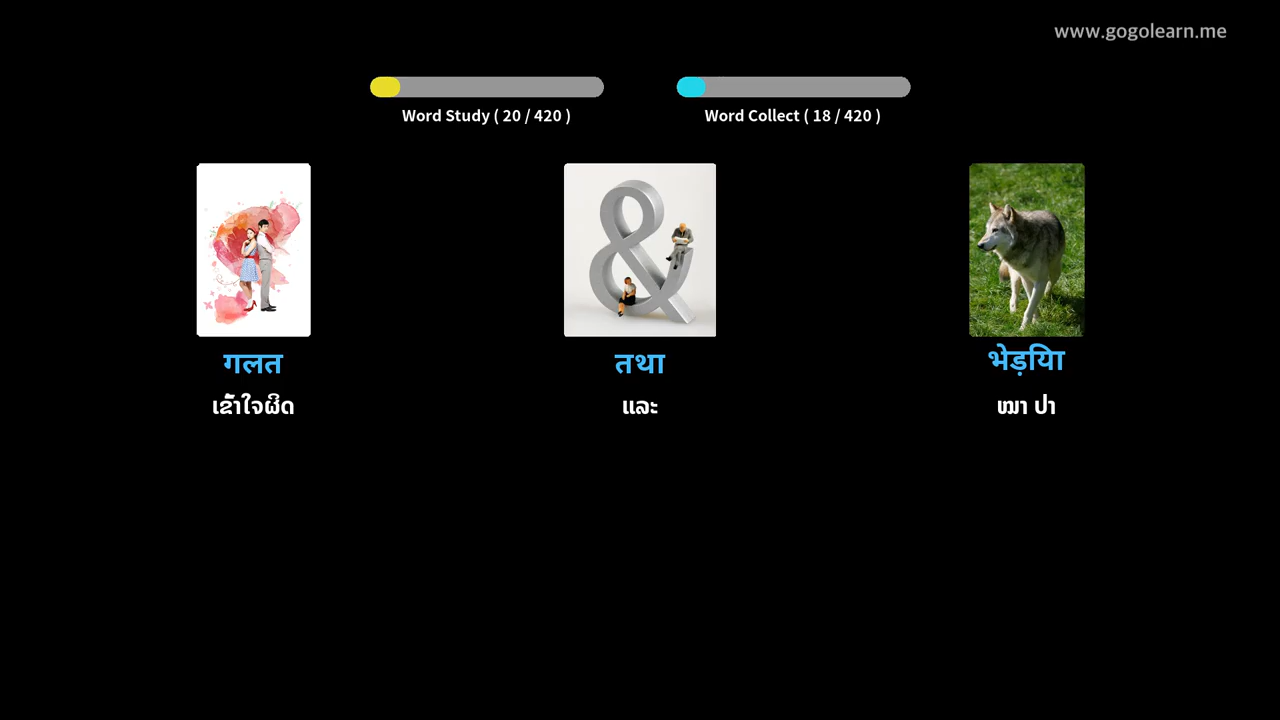 www.gogolearn.me
Word Study ( 20 / 420 )
Word Collect ( 18 / 420 )
गलत
तथा
भेड़िया
ເຂົ້າໃຈຜິດ
ແລະ
ໝາ ປາ